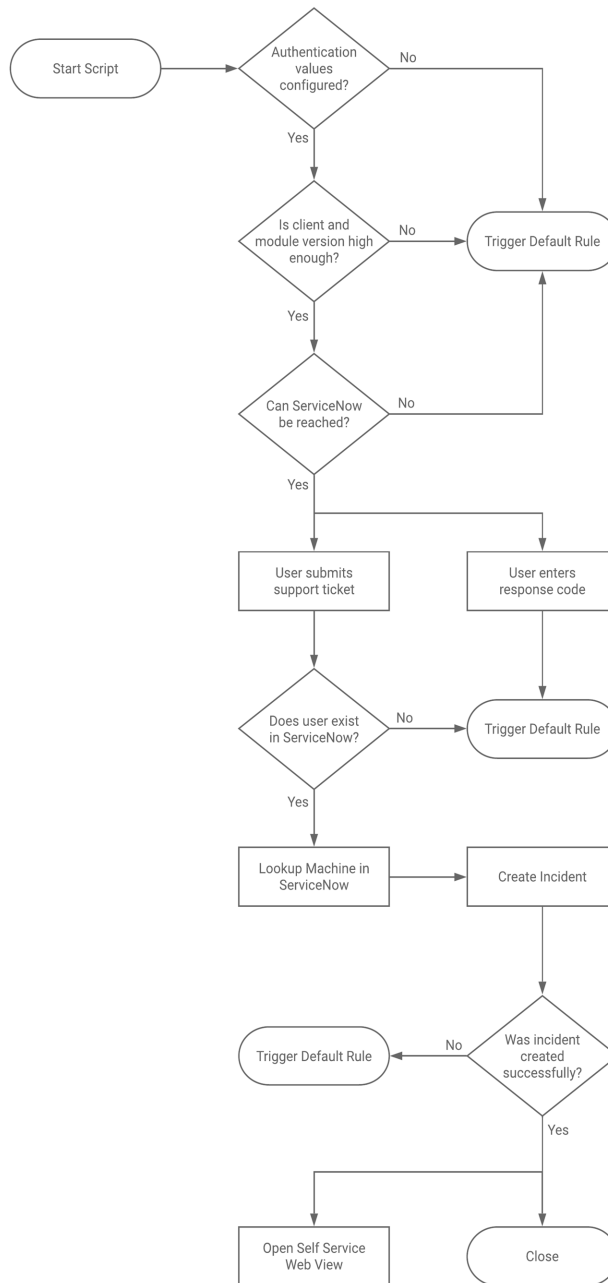 Start Script
Authentication
values
configured?
No
Yes
Is client and
module version high
enough?
No
Trigger Default Rule
Yes
Can ServiceNow
be reached?
No
Yes
User submits
support ticket
User enters
response code
Does user exist
in ServiceNow?
No
Trigger Default Rule
Yes
Lookup Machine in
ServiceNow
Create Incident
Was incident
created
successfully?
No
Trigger Default Rule
Yes
Open Self Service
Web View
Close